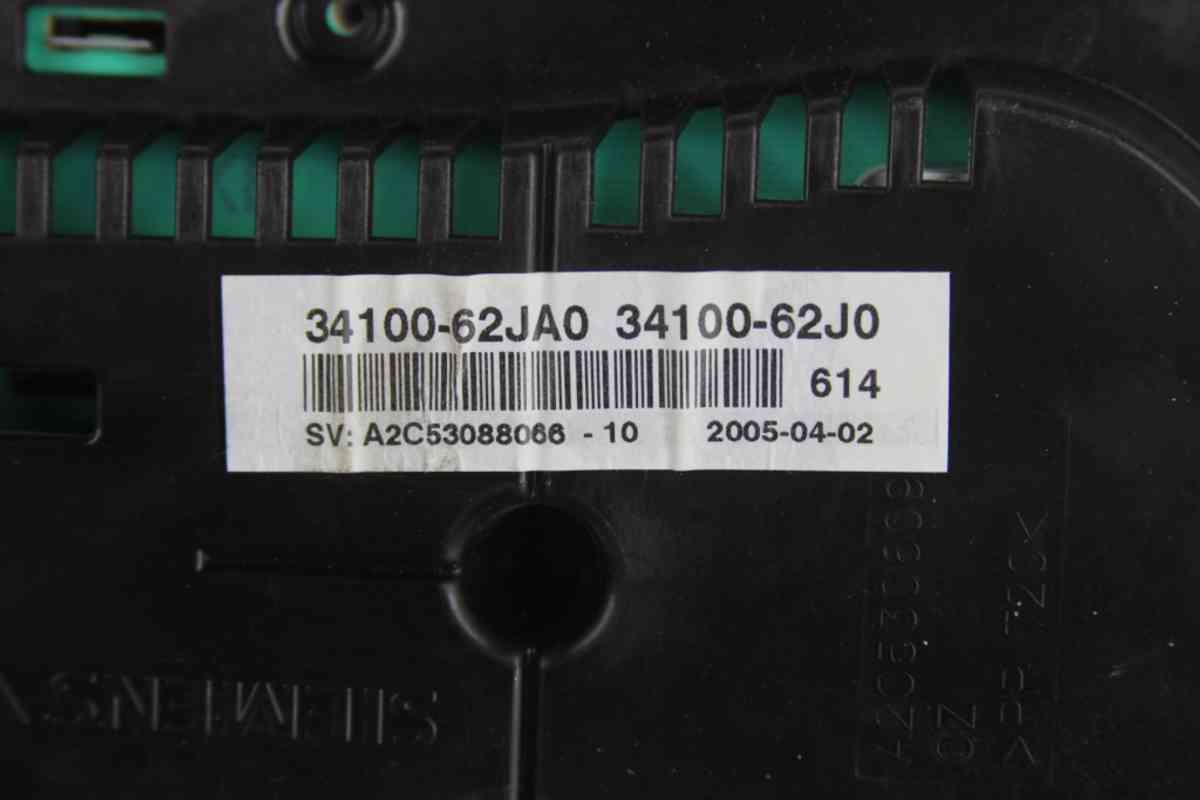 34100-62JA0 34100-62J0
614
SV: A2C53088066 - 10 2005-04-02
SIEMENS